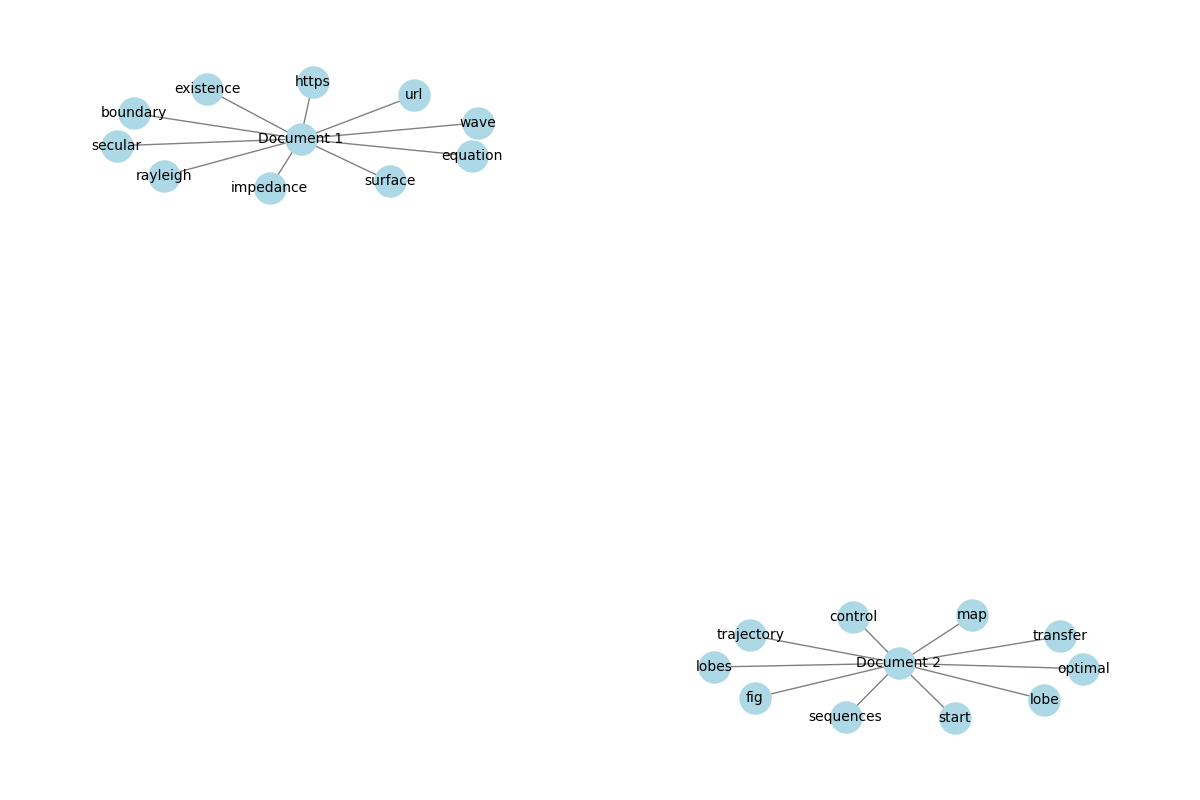 https
existence
url
boundary
wave
Document 1
secular
equation
rayleigh
surface
impedance
map
control
trajectory
transfer
Document 2
lobes
optimal
fig
lobe
sequences
start